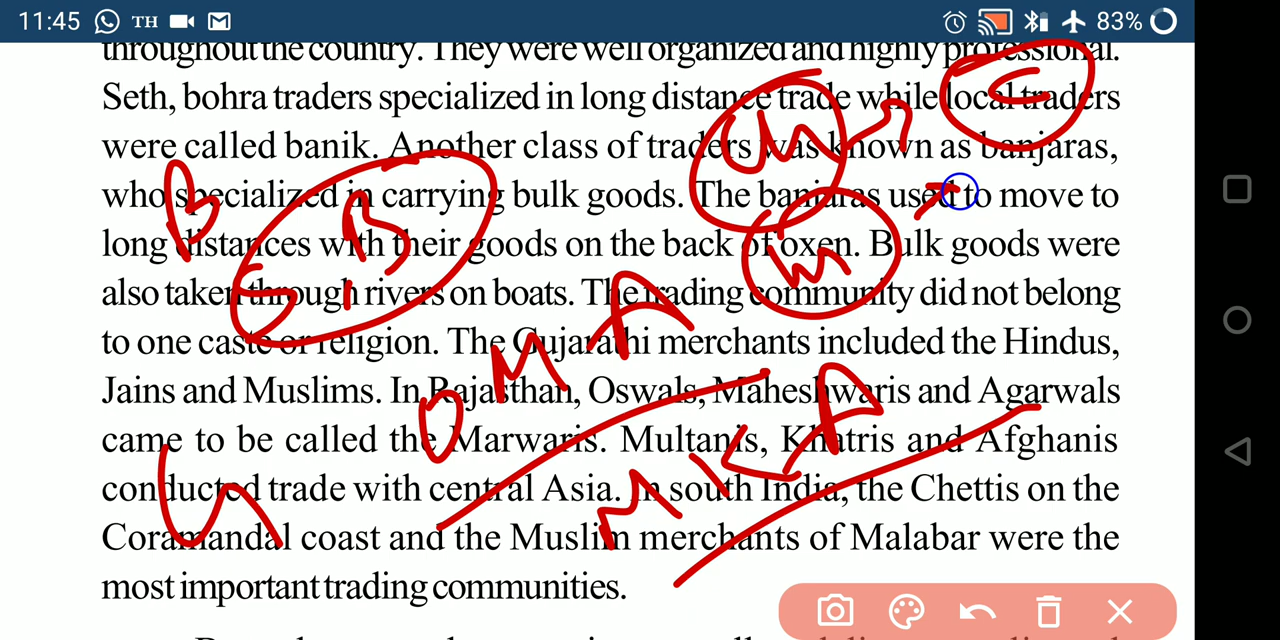 11:45 TH 83%
throughout the country. They were well organized and highly professional.
Seth, bohra traders specialized in long distance trade while local traders
were called banik. Another class of traders was known as banjaras,
who specialized in carrying bulk goods. The banjaras used to move to
long distances with their goods on the back of oxen. Bulk goods were
also taken through rivers on boats. The trading community did not belong
to one caste or religion. The Gujarathi merchants included the Hindus,
Jains and Muslims. In Rajasthan, Oswals, Maheshwaris and Agarwals
came to be called the Marwaris. Multanis, Khatris and Afghanis
conducted trade with central Asia. In south India, the Chettis on the
Coramandal coast and the Muslim merchants of Malabar were the
most important trading communities.
B
B
OMA
MKA